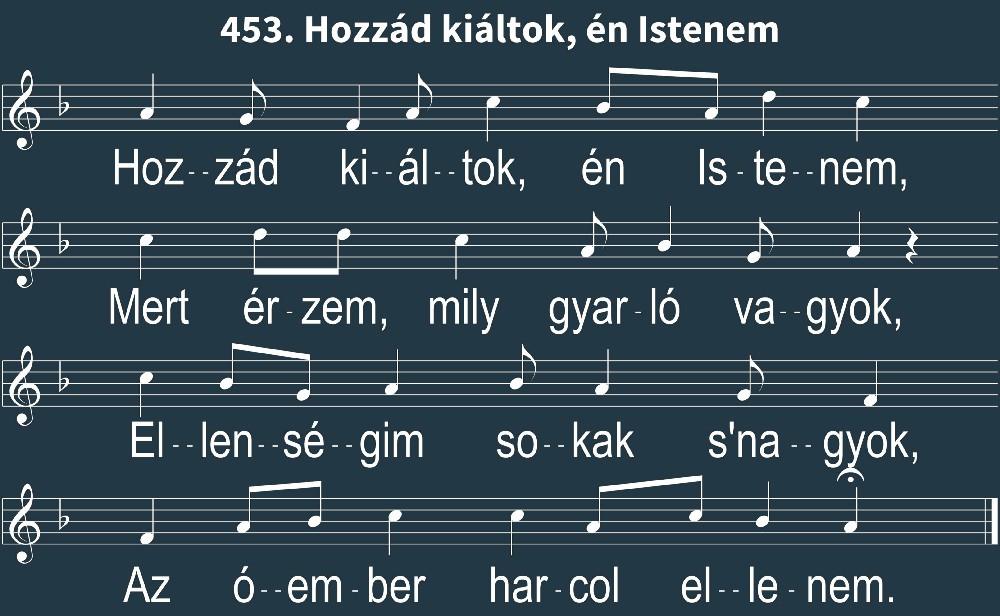 453. Hozzád kiáltok, én Istenem
Hoz--zád ki--ál--tok, én Is-te--nem,
Mert ér-zem, mily gyar-ló va--gyok,
El--len--sé--gim so--kak s'na--gyok,
Az ó--em-ber har-col el--le-nem.